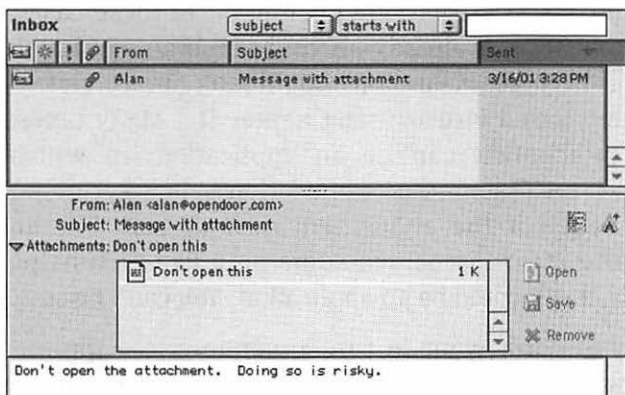 Inbox subject starts with
From Subject Sent
Alan Message with attachment 3/16/01 3:28 PM
From: Alan <alan@opendoor.com>
Subject: Message with attachment
Attachments: Don't open this
Don't open this 1 K
Open
Save
Remove
Don't open the attachment. Doing so is risky.